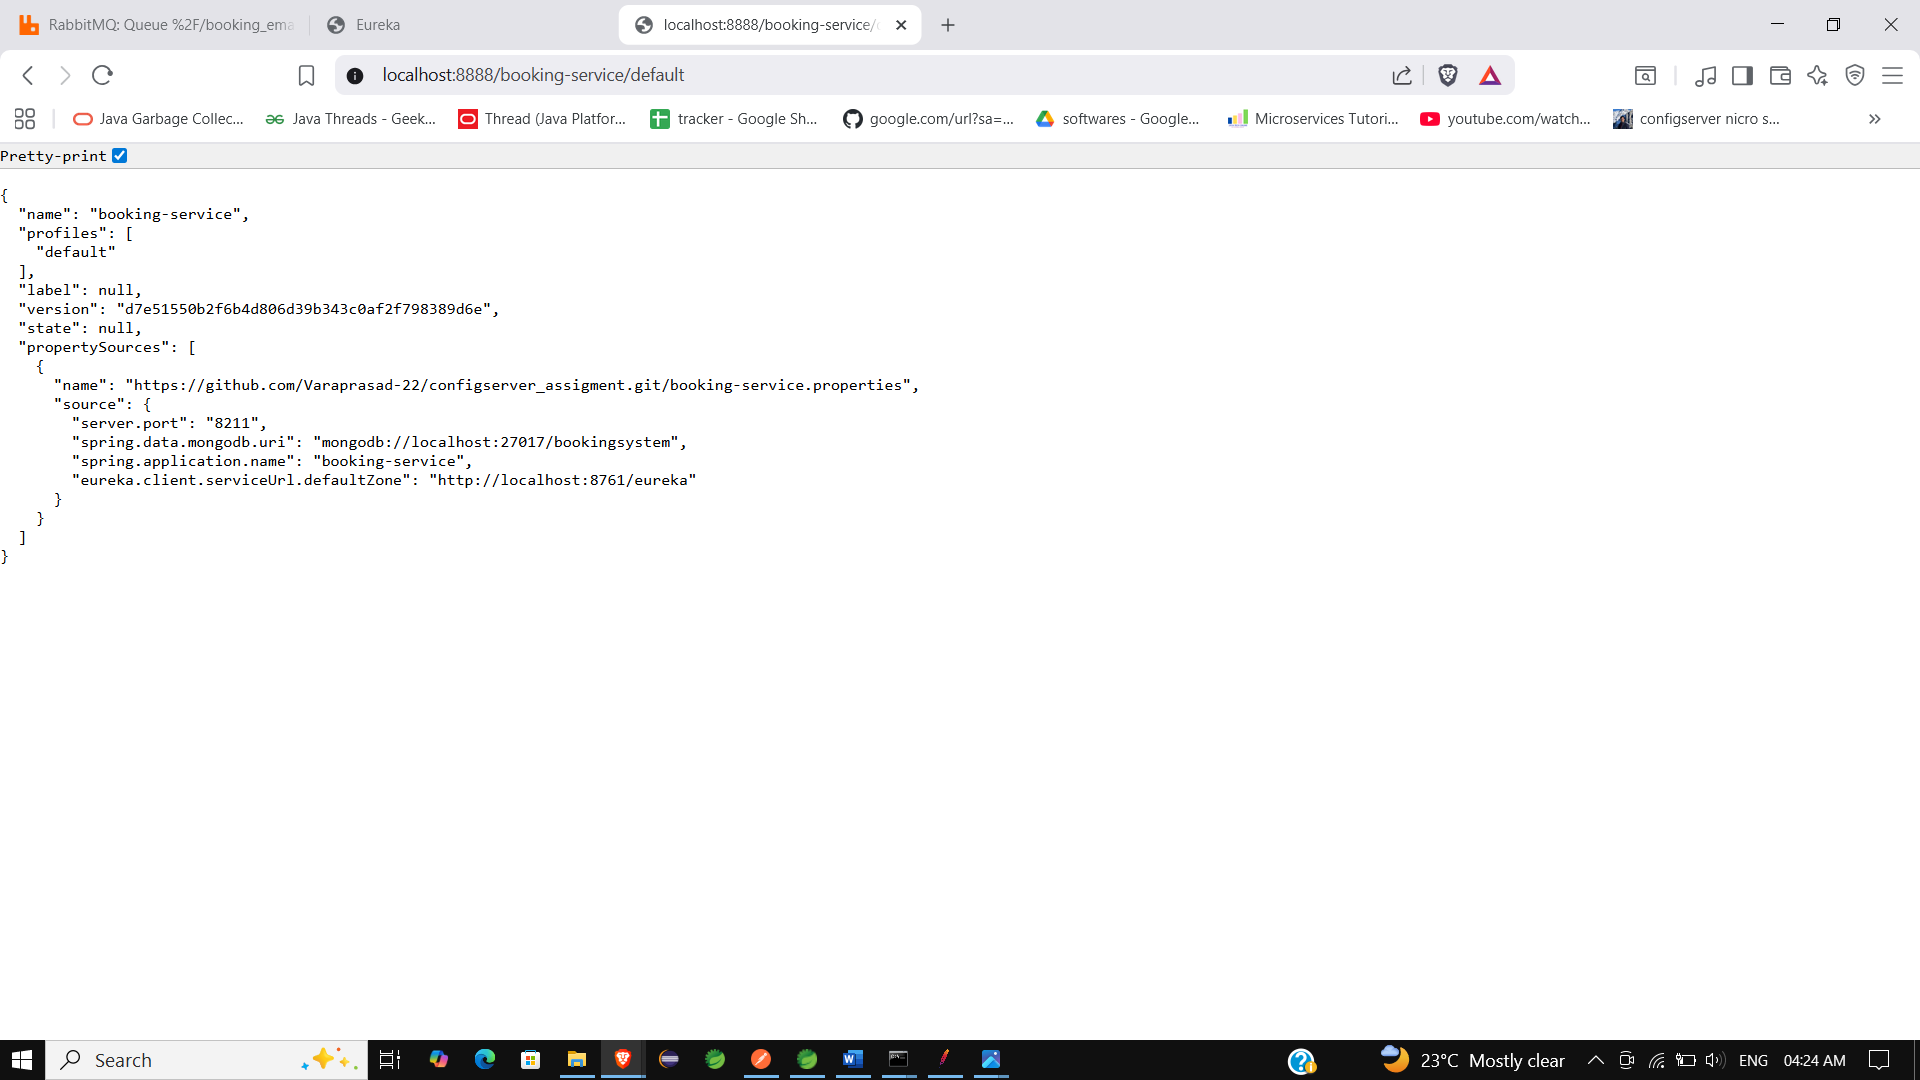 RabbitMQ: Queue %2F/booking_ema
Eureka
localhost:8888/booking-service/
localhost:8888/booking-service/default
Java Garbage Collec...
Java Threads - Geek...
Thread (Java Platfor...
tracker - Google Sh...
google.com/url?sa=...
softwares - Google...
Microservices Tutori...
youtube.com/watch...
configserver nicro s...
Pretty-print
{
  "name": "booking-service",
  "profiles": [
    "default"
  ],
  "label": null,
  "version": "d7e51550b2f6b4d806d39b343c0af2f798389d6e",
  "state": null,
  "propertySources": [
    {
      "name": "https://github.com/Varaprasad-22/configserver_assigment.git/booking-service.properties",
      "source": {
        "server.port": "8211",
        "spring.data.mongodb.uri": "mongodb://localhost:27017/bookingsystem",
        "spring.application.name": "booking-service",
        "eureka.client.serviceUrl.defaultZone": "http://localhost:8761/eureka"
      }
    }
  ]
}
Search
23°C Mostly clear
ENG
04:24 AM